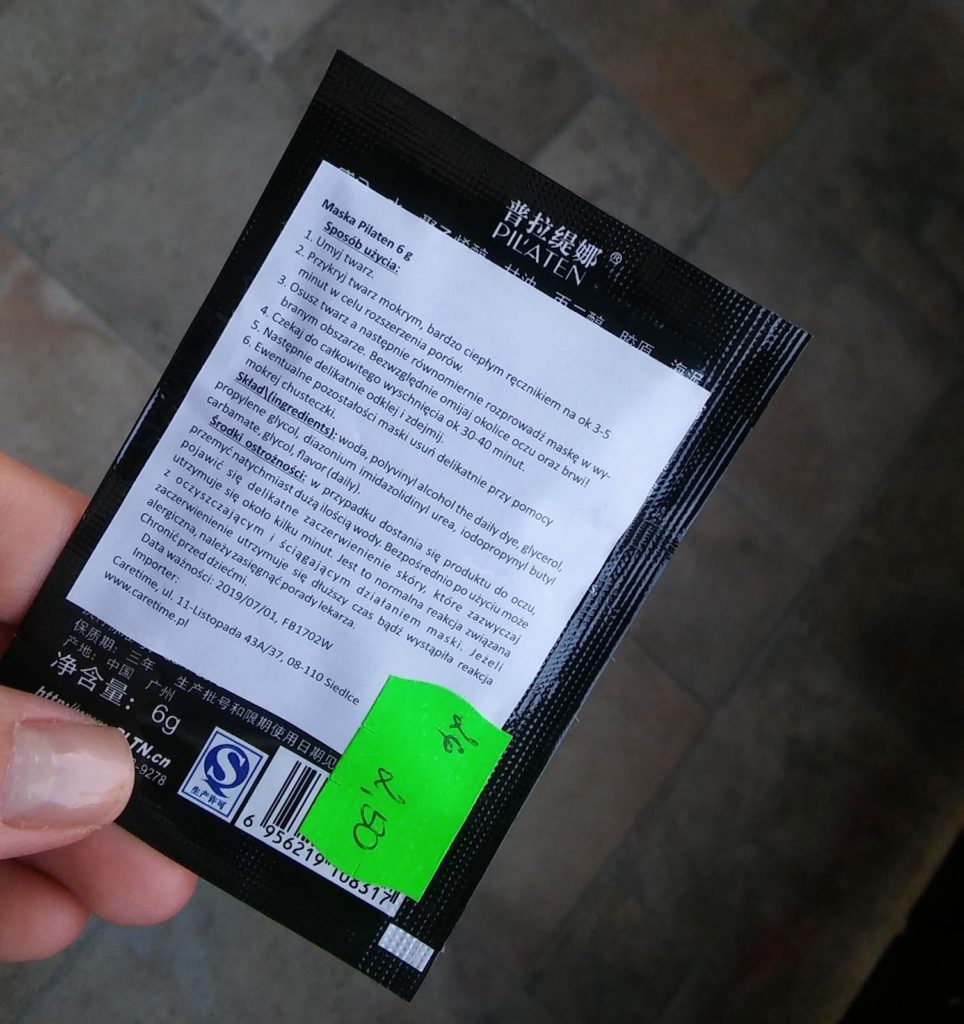 普拉缇娜®
PIL'ATEN
Maska Pilaten 6 g
Sposób użycia:
1. Umyj twarz.
2. Przykryj twarz mokrym, bardzo ciepłym ręcznikiem na ok 3-5
minut w celu rozszerzenia porów.
3. Osusz twarz a następnie równomiernie rozprowadź maskę w wy-
branym obszarze. Bezwzględnie omijaj okolice oczu oraz brwi!
4. Czekaj do całkowitego wyschnięcia ok 30-40 minut.
5. Następnie delikatnie odklej i zdejmij.
6. Ewentualne pozostałości maski usuń delikatnie przy pomocy
mokrej chusteczki.
Skład\(ingredients): woda, polyvinyl alcohol the daily dye, glycerol,
propylene glycol, diazonium imidazolidinyl urea, iodopropynyl butyl
carbamate, glycol, flavor (daily).
Środki ostrożności: w przypadku dostania się produktu do oczu,
przemyć natychmiast dużą ilością wody. Bezpośrednio po użyciu może
pojawić się delikatne zaczerwienienie skóry, które zazwyczaj
utrzymuje się około kilku minut. Jest to normalna reakcja związana
z oczyszczającym i ściągającym działaniem maski. Jeżeli
zaczerwienienie utrzymuje się dłuższy czas bądź wystąpiła reakcja
alergiczna, należy zasięgnąć porady lekarza.
Chronić przed dziećmi.
Data ważności: 2019/07/01, FB1702W
Importer:
Caretime, ul. 11-Listopada 43A/37, 08-110 Siedlce
www.caretime.pl
保质期：三年 生产批号和限期使用日期见
产地：中国 广州
净含量：6g
LTN.cn
-9278
生产许可
6 956219 108317
2,50